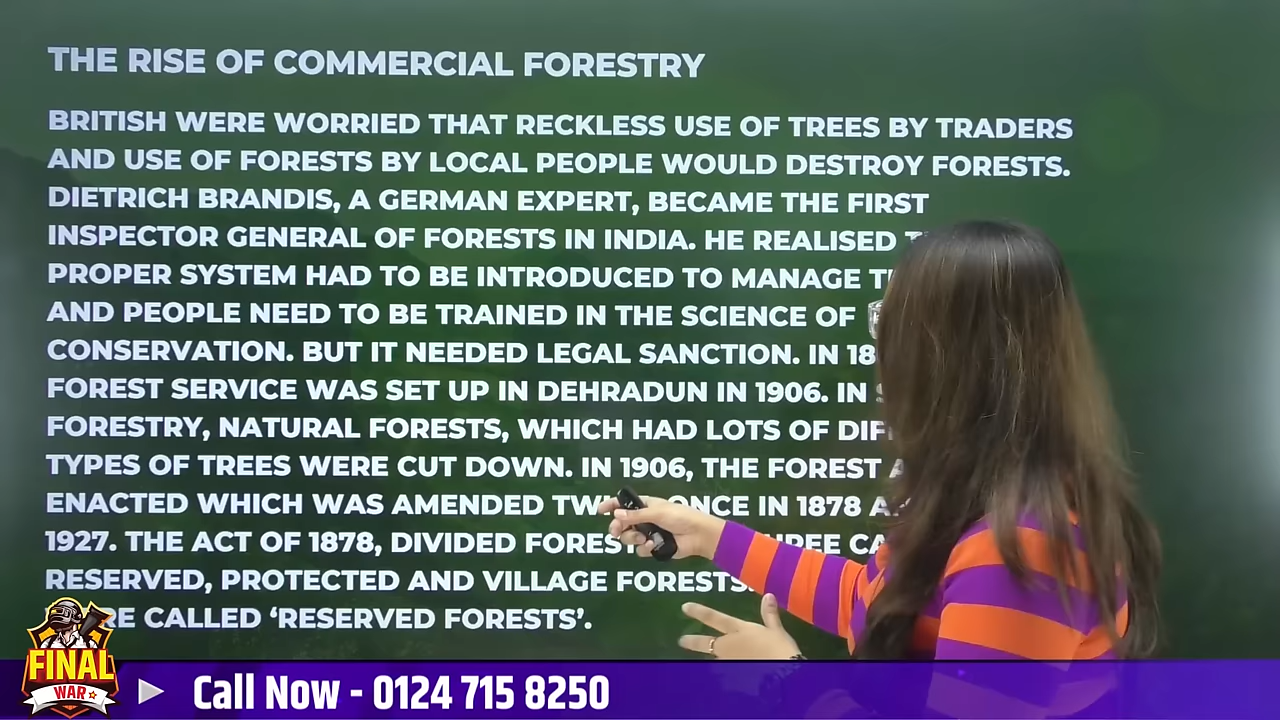 THE RISE OF COMMERCIAL FORESTRY
BRITISH WERE WORRIED THAT RECKLESS USE OF TREES BY TRADERS
AND USE OF FORESTS BY LOCAL PEOPLE WOULD DESTROY FORESTS.
DIETRICH BRANDIS, A GERMAN EXPERT, BECAME THE FIRST
INSPECTOR GENERAL OF FORESTS IN INDIA. HE REALISED
PROPER SYSTEM HAD TO BE INTRODUCED TO MANAGE
AND PEOPLE NEED TO BE TRAINED IN THE SCIENCE OF
CONSERVATION. BUT IT NEEDED LEGAL SANCTION. IN
FOREST SERVICE WAS SET UP IN DEHRADUN IN 1906. IN
FORESTRY, NATURAL FORESTS, WHICH HAD LOTS OF
TYPES OF TREES WERE CUT DOWN. IN 1906, THE FOREST
ENACTED WHICH WAS AMENDED ONCE IN 1878
1927. THE ACT OF 1878, DIVIDED
RESERVED, PROTECTED AND VILLAGE FORESTS.
CALLED ‘RESERVED FORESTS’.
FINAL
WAR
Call Now - 0124 715 8250